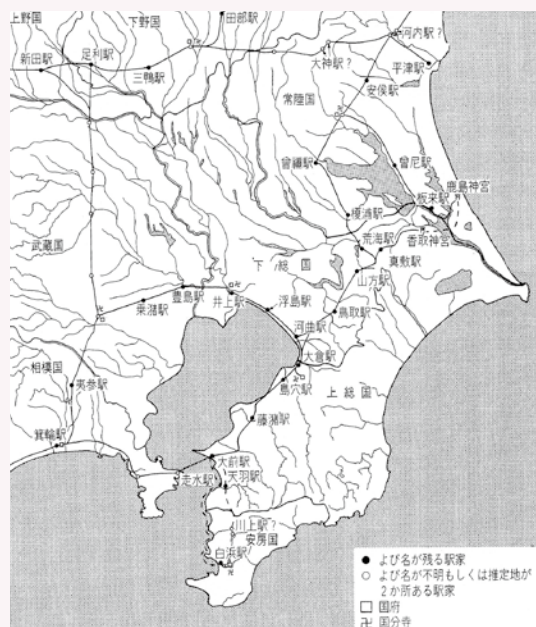 上野国
下野国
田部駅
新田駅
足利駅
三鴨駅
大神駅?
河内駅?
平津駅
安侯駅
常陸国
曾禰駅
曾尼駅
鹿島神宮
板来駅
榎浦駅
荒海駅
香取神宮
真敷駅
武蔵国
下総国
山方駅
豊島駅
井上駅
浮島駅
鳥取駅
乗潴駅
河曲駅
大倉駅
相模国
夷参駅
島穴駅
上総国
藤潴駅
箕輪駅
大前駅
走水駅
天羽駅
川上駅?
安房国
白浜駅
● よび名が残る駅家
○ よび名が不明もしくは推定地が
2か所ある駅家
□ 国府
卍 国分寺